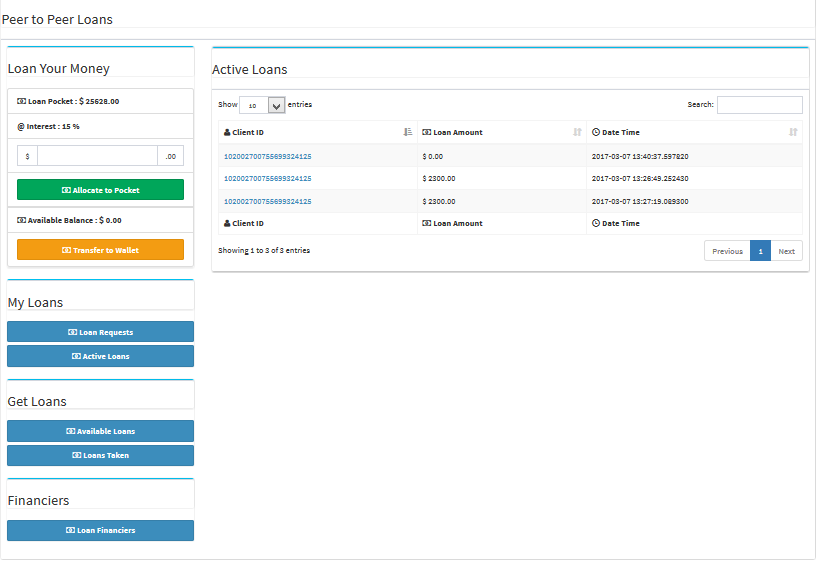 Peer to Peer Loans
Loan Your Money
Loan Pocket : $ 25628.00
@ Interest : 15 %
$ .00
Allocate to Pocket
Available Balance : $ 0.00
Transfer to Wallet
My Loans
Loan Requests
Active Loans
Get Loans
Available Loans
Loans Taken
Financiers
Loan Financiers
Active Loans
Show 10 entries Search:
Client ID Loan Amount Date Time
102002700755699324125 $ 0.00 2017-03-07 13:40:37.597820
102002700755699324125 $ 2300.00 2017-03-07 13:26:49.252430
102002700755699324125 $ 2300.00 2017-03-07 13:27:19.089300
Client ID Loan Amount Date Time
Showing 1 to 3 of 3 entries Previous 1 Next